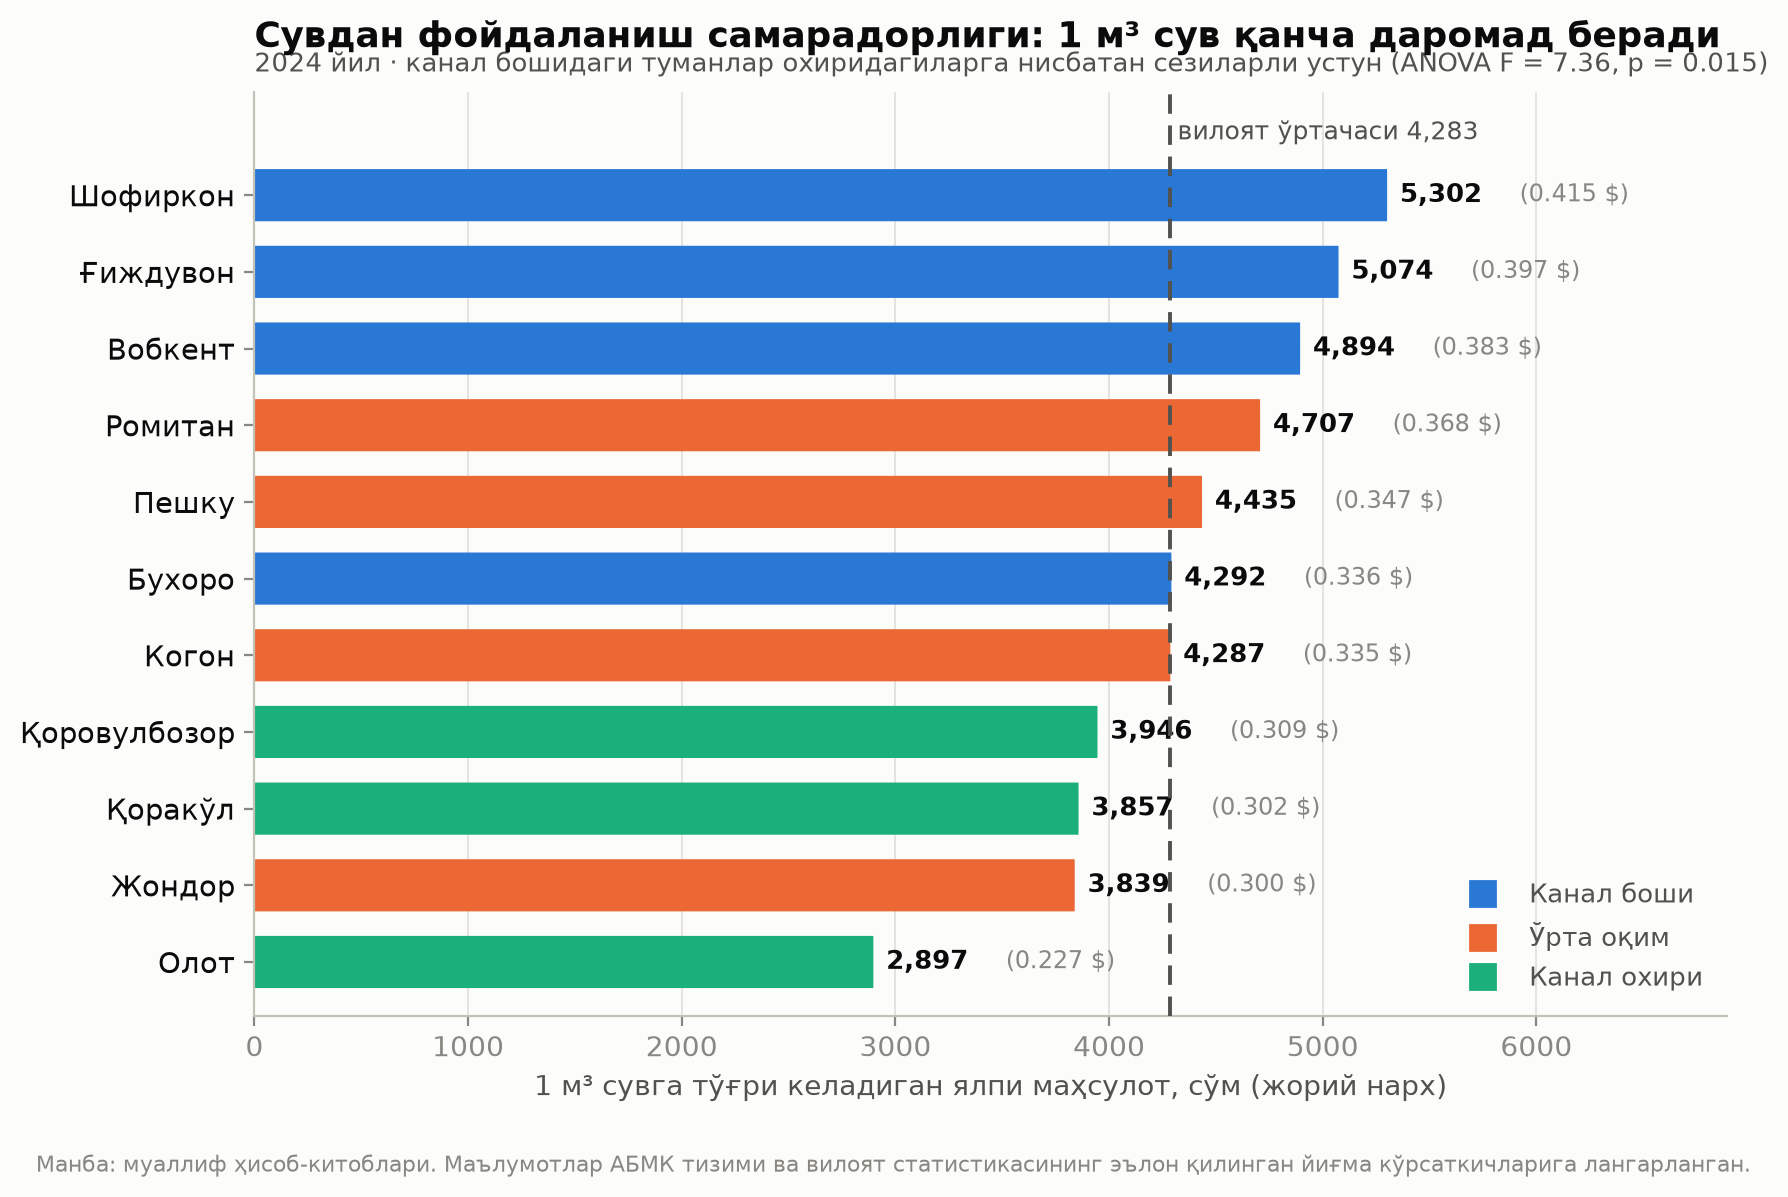 Сувдан фойдаланиш самарадорлиги: 1 м³ сув қанча даромад беради
2024 йил · канал бошидаги туманлар охиридагиларга нисбатан сезиларли устун (ANOVA F = 7.36, p = 0.015)
вилоят ўртачаси 4,283
Шофиркон 5,302 (0.415 $)
Ғиждувон 5,074 (0.397 $)
Вобкент 4,894 (0.383 $)
Ромитан 4,707 (0.368 $)
Пешку 4,435 (0.347 $)
Бухоро 4,292 (0.336 $)
Когон 4,287 (0.335 $)
Қоровулбозор 3,946 (0.309 $)
Қоракўл 3,857 (0.302 $)
Жондор 3,839 (0.300 $)
Олот 2,897 (0.227 $)
Канал боши
Ўрта оқим
Канал охири
0 1000 2000 3000 4000 5000 6000
1 м³ сувга тўғри келадиган ялпи маҳсулот, сўм (жорий нарх)
Манба: муаллиф ҳисоб-китоблари. Маълумотлар АБМК тизими ва вилоят статистикасининг эълон қилинган йиғма кўрсаткичларига лангарланган.